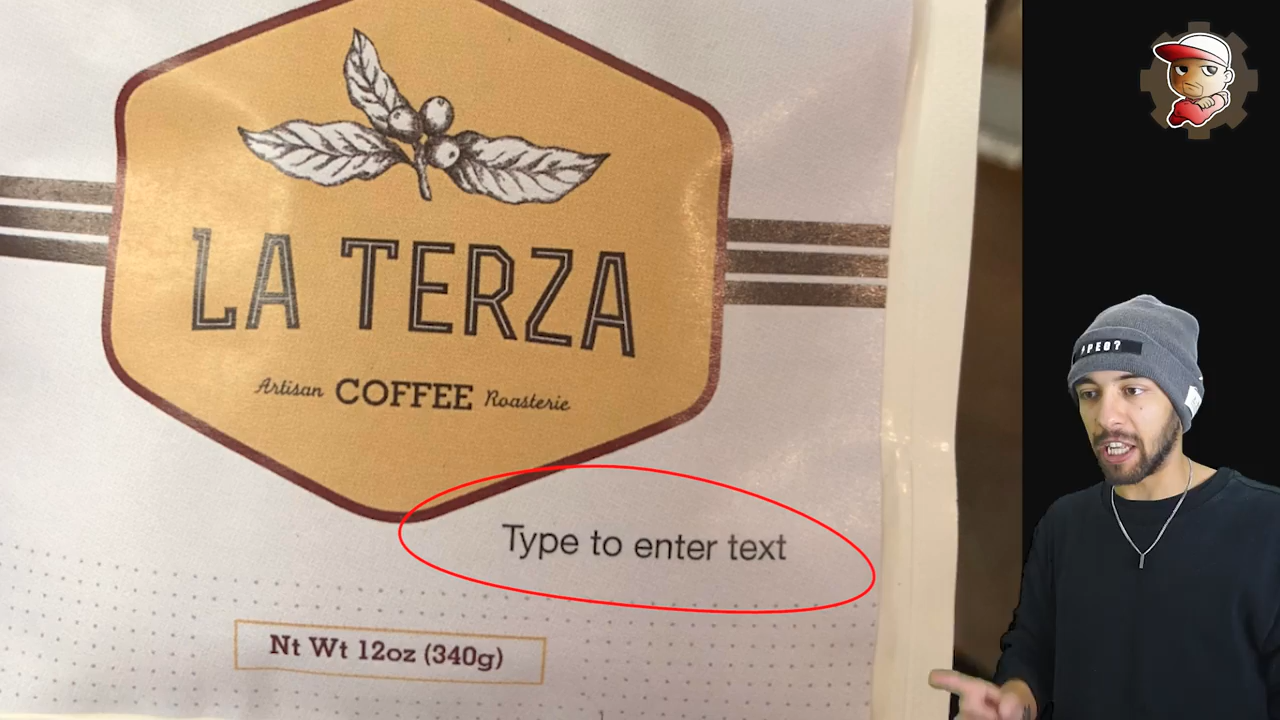 LA TERZA
Artisan COFFEE Roasterie
Type to enter text
Nt Wt 12oz (340g)